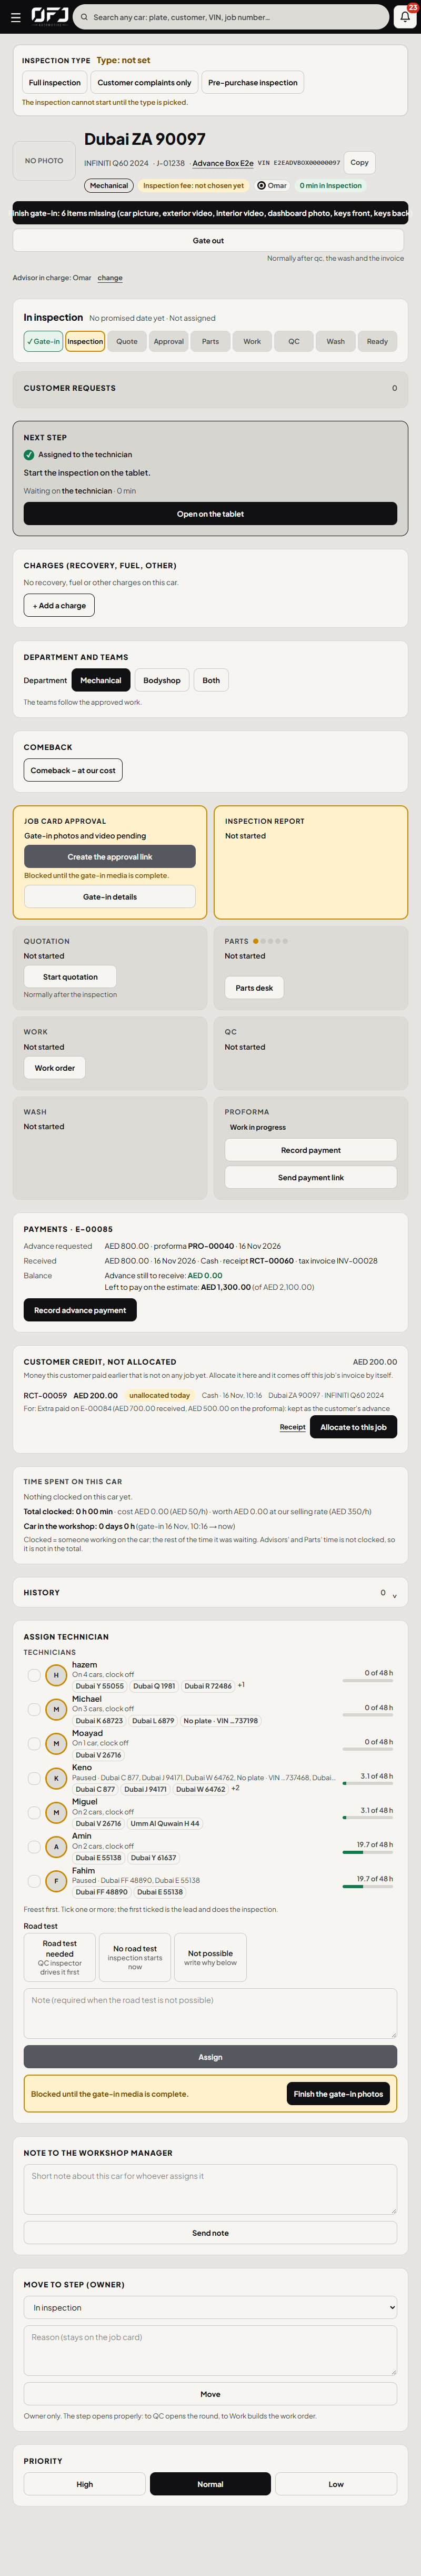 OFJ
Search any car: plate, customer, VIN, job number...
23
INSPECTION TYPE Type: not set
Full inspection
Customer complaints only
Pre-purchase inspection
The inspection cannot start until the type is picked.
NO PHOTO
Dubai ZA 90097
INFINITI Q60 2024 · J-01238 · Advance Box E2e VIN E2EADVBOX00000097 Copy
Mechanical
Inspection fee: not chosen yet
Omar
0 min in Inspection
inish gate-in: 6 items missing (car picture, exterior video, interior video, dashboard photo, keys front, keys back
Gate out
Normally after qc, the wash and the invoice
Advisor in charge: Omar change
In inspection No promised date yet · Not assigned
✓ Gate-in
Inspection
Quote
Approval
Parts
Work
QC
Wash
Ready
CUSTOMER REQUESTS 0
NEXT STEP
✓ Assigned to the technician
Start the inspection on the tablet.
Waiting on the technician · 0 min
Open on the tablet
CHARGES (RECOVERY, FUEL, OTHER)
No recovery, fuel or other charges on this car.
+ Add a charge
DEPARTMENT AND TEAMS
Department Mechanical Bodyshop Both
The teams follow the approved work.
COMEBACK
Comeback – at our cost
JOB CARD APPROVAL
Gate-in photos and video pending
Create the approval link
Blocked until the gate-in media is complete.
Gate-in details
INSPECTION REPORT
Not started
QUOTATION
Not started
Start quotation
Normally after the inspection
PARTS
Not started
Parts desk
WORK
Not started
Work order
QC
Not started
WASH
Not started
PROFORMA
Work in progress
Record payment
Send payment link
PAYMENTS · E-00085
Advance requested AED 800.00 · proforma PRO-00040 · 16 Nov 2026
Received AED 800.00 · 16 Nov 2026 · Cash · receipt RCT-00060 · tax invoice INV-00028
Balance Advance still to receive: AED 0.00
Left to pay on the estimate: AED 1,300.00 (of AED 2,100.00)
Record advance payment
CUSTOMER CREDIT, NOT ALLOCATED AED 200.00
Money this customer paid earlier that is not on any job yet. Allocate it here and it comes off this job's invoice by itself.
RCT-00059 AED 200.00 unallocated today Cash · 16 Nov, 10:16 Dubai ZA 90097 · INFINITI Q60 2024
For: Extra paid on E-00084 (AED 700.00 received, AED 500.00 on the proforma): kept as the customer's advance
Receipt Allocate to this job
TIME SPENT ON THIS CAR
Nothing clocked on this car yet.
Total clocked: 0 h 00 min · cost AED 0.00 (AED 50/h) · worth AED 0.00 at our selling rate (AED 350/h)
Car in the workshop: 0 days 0 h (gate-in 16 Nov, 10:16 → now)
Clocked = someone working on the car; the rest of the time it was waiting. Advisors' and Parts' time is not clocked, so
it is not in the total.
HISTORY 0
ASSIGN TECHNICIAN
TECHNICIANS
H hazem
On 4 cars, clock off
Dubai Y 55055 Dubai Q 1981 Dubai R 72486 +1
0 of 48 h
M Michael
On 3 cars, clock off
Dubai K 68723 Dubai L 6879 No plate · VIN …737198
0 of 48 h
M Moayad
On 1 car, clock off
Dubai V 26716
0 of 48 h
K Keno
Paused · Dubai C 877, Dubai J 94171, Dubai W 64762, No plate · VIN …737468, Dubai…
Dubai C 877 Dubai J 94171 Dubai W 64762 +2
3.1 of 48 h
M Miguel
On 2 cars, clock off
Dubai V 26716 Umm Al Quwain H 44
3.1 of 48 h
A Amin
On 2 cars, clock off
Dubai E 55138 Dubai Y 61637
19.7 of 48 h
F Fahim
Paused · Dubai FF 48890, Dubai E 55138
Dubai FF 48890 Dubai E 55138
19.7 of 48 h
Freest first. Tick one or more; the first ticked is the lead and does the inspection.
Road test
Road test
needed
QC inspector
drives it first
No road test
inspection starts
now
Not possible
write why below
Note (required when the road test is not possible)
Assign
Blocked until the gate-in media is complete.
Finish the gate-in photos
NOTE TO THE WORKSHOP MANAGER
Short note about this car for whoever assigns it
Send note
MOVE TO STEP (OWNER)
In inspection
Reason (stays on the job card)
Move
Owner only. The step opens properly: to QC opens the round, to Work builds the work order.
PRIORITY
High
Normal
Low